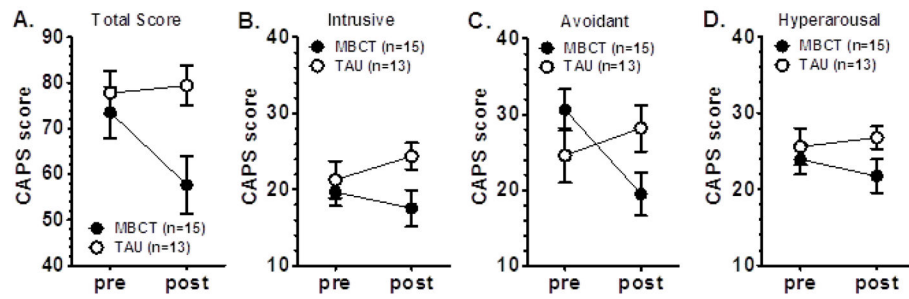 A. Total Score
CAPS score
90
80
70
60
50
40
MBCT (n=15)
TAU (n=13)
pre post
B. Intrusive
CAPS score
40
30
20
10
MBCT (n=15)
TAU (n=13)
pre post
C. Avoidant
CAPS score
40
30
20
10
MBCT (n=15)
TAU (n=13)
pre post
D. Hyperarousal
CAPS score
40
30
20
10
MBCT (n=15)
TAU (n=13)
pre post